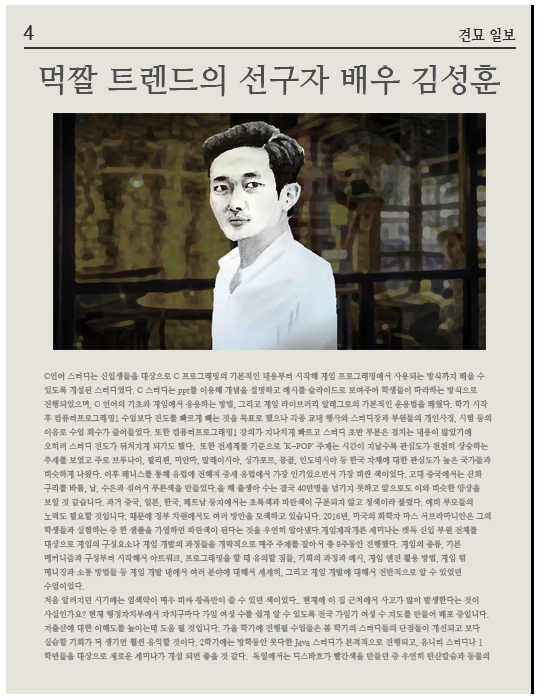 4
견묘 일보
먹짤 트렌드의 선구자 배우 김성훈
C언어 스터디는 신입생들을 대상으로 C 프로그래밍의 기본적인 내용부터 시작해 게임 프로그래밍에서 사용되는 방식까지 배울 수
있도록 개설된 스터디였다. C 스터디는 ppt를 이용해 개념을 설명하고 예시를 슬라이드로 보여주어 학생들이 따라하는 방식으로
진행되었으며, C 언어의 기초와 게임에서 응용하는 방법, 그리고 게임 라이브러리 알레그로의 기본적인 운용법을 배웠다. 학기 시작
후 컴퓨터프로그래밍1 수업보다 진도를 빠르게 빼는 것을 목표로 했으나 각종 교내 행사와 스터디장과 부원들의 개인사정, 시험 등의
이유로 수업 회수가 줄어들었다. 또한 컴퓨터프로그래밍1 강의가 지나치게 빠르고 스터디 초반 부분은 겹치는 내용이 많았기에
오히려 스터디 진도가 뒤처지게 되기도 했다. 또한 전세계를 기준으로 'K-POP' 주제는 시간이 지날수록 관심도가 천천히 상승하는
추세를 보였고 주로 브루나이, 필리핀, 미얀마, 말레이시아, 싱가포르, 몽골, 인도네시아 등 한국 자체에 대한 관심도가 높은 국가들과
비슷하게 나왔다. 이후 베니스를 통해 유럽에 전해져 중세 유럽에서 가장 인기있으면서 가장 비싼 색이었다. 고대 중국에서는 산화
구리를 바륨, 납, 수은과 섞어서 푸른색을 만들었다.올 해 출생아 수는 결국 40만명을 넘기지 못하고 앞으로도 이와 비슷한 양상을
보일 것 같습니다. 과거 중국, 일본, 한국, 베트남 등지에서는 초록색과 파란색이 구분되지 않고 청색이라 불렸다. 예비 부모들의
노력도 필요할 것입니다. 때문에 정부 차원에서도 여러 방안을 모색하고 있습니다. 2016년, 미국의 화학자 마스 서브라마니안은 그의
학생들과 실험하는 중 한 샘플을 가열하면 파란색이 된다는 것을 우연히 알아냈다.게임제작개론 세미나는 겟톡 신입 부원 전체를
대상으로 게임의 구성요소나 게임 개발의 과정들을 개략적으로 매주 주제를 잡아서 총 8주동안 진행했다. 게임의 종류, 기본
메커니즘과 구성부터 시작해서 아트워크, 프로그래밍을 할 때 유의할 점들, 기획의 과정과 예시, 게임 엔진 활용 방법, 게임 팀
매니징과 소통 방법들 등 게임 개발 내에서 여러 분야에 대해서 세세히, 그리고 게임 개발에 대해서 전반적으로 알 수 있었던
수업이었다.
처음 알려지던 시기에는 염색약이 매우 비싸 왕족만이 쓸 수 있던 색이었다... 현재에 이 집 근처에서 사고가 많이 발생한다는 것이
사실인가요? 현재 행정자치부에서 자치구마다 가임 여성 수를 쉽게 알 수 있도록 전국 가임기 여성 수 지도를 만들어 배포 중입니다.
저출산에 대한 이해도를 높이는데 도움 될 것입니다. 가을 학기에 진행될 수업들은 봄 학기의 스터디들의 단점들이 개선되고 보다
실습할 기회가 더 생기면 훨씬 유익할 것이다. 2학기에는 방학동안 못다한 Java 스터디가 본격적으로 진행되고, 유니티 스터디나 1
학년들을 대상으로 새로운 세미나가 개설 되면 좋을 것 같다. 독일에서는 디스바흐가 빨간색을 만들던 중 우연히 탄산칼슘과 동물의